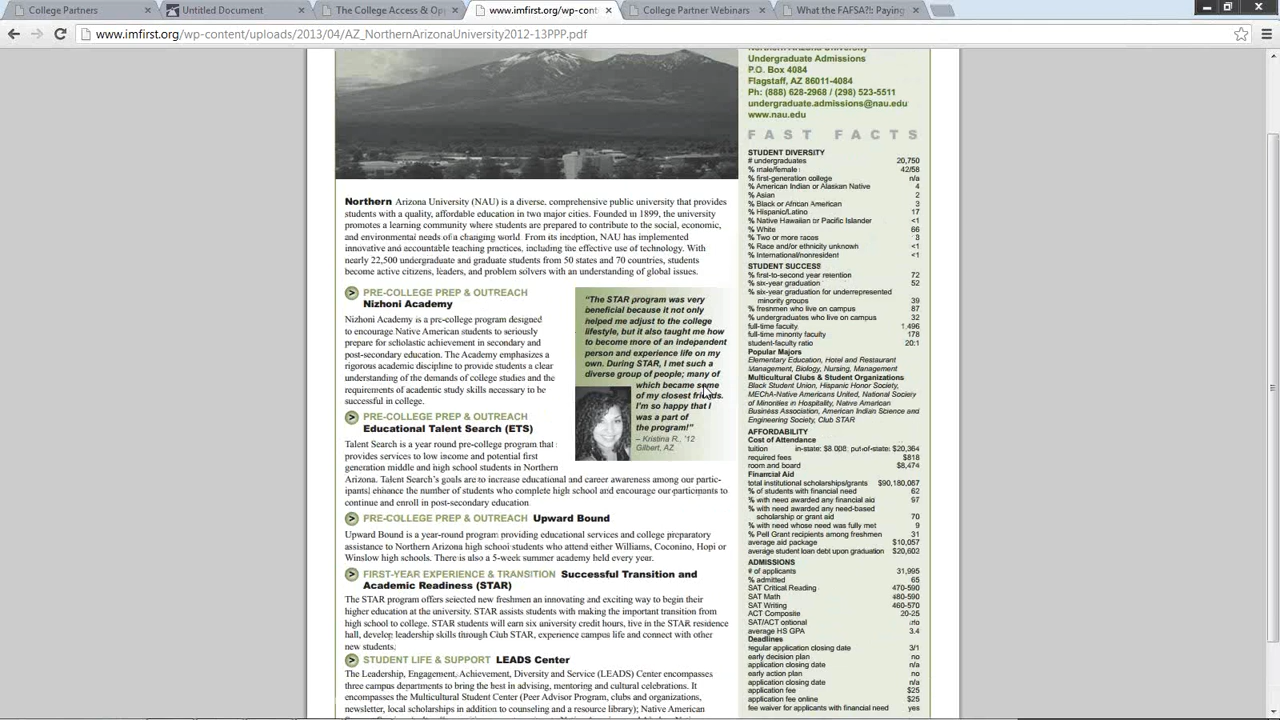 College Partners
Untitled Document
The College Access & Op
www.imfirst.org/wp-cont
College Partner Webinars
What the FAFSA?!: Paying
www.imfirst.org/wp-content/uploads/2013/04/AZ_NorthernArizonaUniversity2012-13PPP.pdf
Northern Arizona University (NAU) is a diverse, comprehensive public university that provides
students with a quality, affordable education in two major cities. Founded in 1899, the university
promotes a learning community where students are prepared to contribute to the social, economic,
and environmental needs of a changing world. From its inception, NAU has implemented
innovative and accountable teaching practices, including the effective use of technology. With
nearly 22,500 undergraduate and graduate students from 50 states and 70 countries, students
become active citizens, leaders, and problem solvers with an understanding of global issues.
PRE-COLLEGE PREP & OUTREACH
Nizhoni Academy
Nizhoni Academy is a pre-college program designed
to encourage Native American students to seriously
prepare for scholastic achievement in secondary and
post-secondary education. The Academy emphasizes a
rigorous academic discipline to provide students a clear
understanding of the demands of college studies and the
requirements of academic study skills necessary to be
successful in college.
PRE-COLLEGE PREP & OUTREACH
Educational Talent Search (ETS)
Talent Search is a year round pre-college program that
provides services to low income and potential first
generation middle and high school students in Northern
Arizona. Talent Search's goals are to increase educational and career awareness among our partic-
ipants, enhance the number of students who complete high school and encourage our participants to
continue and enroll in post-secondary education
"The STAR program was very
beneficial because it not only
helped me adjust to the college
lifestyle, but it also taught me how
to become more of an independent
person and experience life on my
own. During STAR, I met such a
diverse group of people; many of
which became some
of my closest friends.
I'm so happy that I
was a part of
the program!"
– Kristina R., '12
Gilbert, AZ
PRE-COLLEGE PREP & OUTREACH Upward Bound
Upward Bound is a year-round program providing educational services and college preparatory
assistance to Northern Arizona high school students who attend either Williams, Coconino, Hopi or
Winslow high schools. There is also a 5-week summer academy held every year.
FIRST-YEAR EXPERIENCE & TRANSITION Successful Transition and
Academic Readiness (STAR)
The STAR program offers selected new freshmen an innovating and exciting way to begin their
higher education at the university. STAR assists students with making the important transition from
high school to college. STAR students will earn six university credit hours, live in the STAR residence
hall, develop leadership skills through Club STAR, experience campus life and connect with other
new students.
STUDENT LIFE & SUPPORT LEADS Center
The Leadership, Engagement, Achievement, Diversity and Service (LEADS) Center encompasses
three campus departments to bring the best in advising, mentoring and cultural celebrations. It
encompasses the Multicultural Student Center (Peer Advisor Program, clubs and organizations,
newsletter, local scholarships in addition to counseling and a resource library); Native American
Northern Arizona University
Undergraduate Admissions
P.O. Box 4084
Flagstaff, AZ 86011-4084
Ph: (888) 628-2968 / (298) 523-5511
undergraduate.admissions@nau.edu
www.nau.edu
FAST FACTS
STUDENT DIVERSITY
# undergraduates 20,750
% male/female 42/58
% first-generation college n/a
% American Indian or Alaskan Native 4
% Asian 2
% Black or African American 3
% Hispanic/Latino 17
% Native Hawaiian or Pacific Islander <1
% White 66
% Two or more races 8
% Race and/or ethnicity unknown <1
% International/nonresident <1
STUDENT SUCCESS
% first-to-second year retention 72
% six-year graduation 52
% six-year graduation for underrepresented
minority groups 39
% freshmen who live on campus 87
% undergraduates who live on campus 32
full-time faculty 1,496
full-time minority faculty 178
student-faculty ratio 20:1
Popular Majors
Elementary Education, Hotel and Restaurant
Management, Biology, Nursing, Management
Multicultural Clubs & Student Organizations
Black Student Union, Hispanic Honor Society,
MEChA-Native Americans United, National Society
of Minorities in Hospitality, Native American
Business Association, American Indian Science and
Engineering Society, Club STAR
AFFORDABILITY
Cost of Attendance
tuition in-state: $8,008; out-of-state: $20,364
required fees $818
room and board $8,474
Financial Aid
total institutional scholarships/grants $90,180,087
% of students with financial need 62
% with need awarded any financial aid 97
% with need awarded any need-based
scholarship or grant aid 70
% with need whose need was fully met 9
% Pell Grant recipients among freshmen 31
average aid package $10,057
average student loan debt upon graduation $20,603
ADMISSIONS
# of applicants 31,995
% admitted 65
SAT Critical Reading 470-590
SAT Math 480-590
SAT Writing 460-570
ACT Composite 20-25
SAT/ACT optional no
average HS GPA 3.4
Deadlines
regular application closing date 3/1
early decision plan no
application closing date n/a
early action plan no
application closing date n/a
application fee $25
application fee online $25
fee waiver for applicants with financial need yes